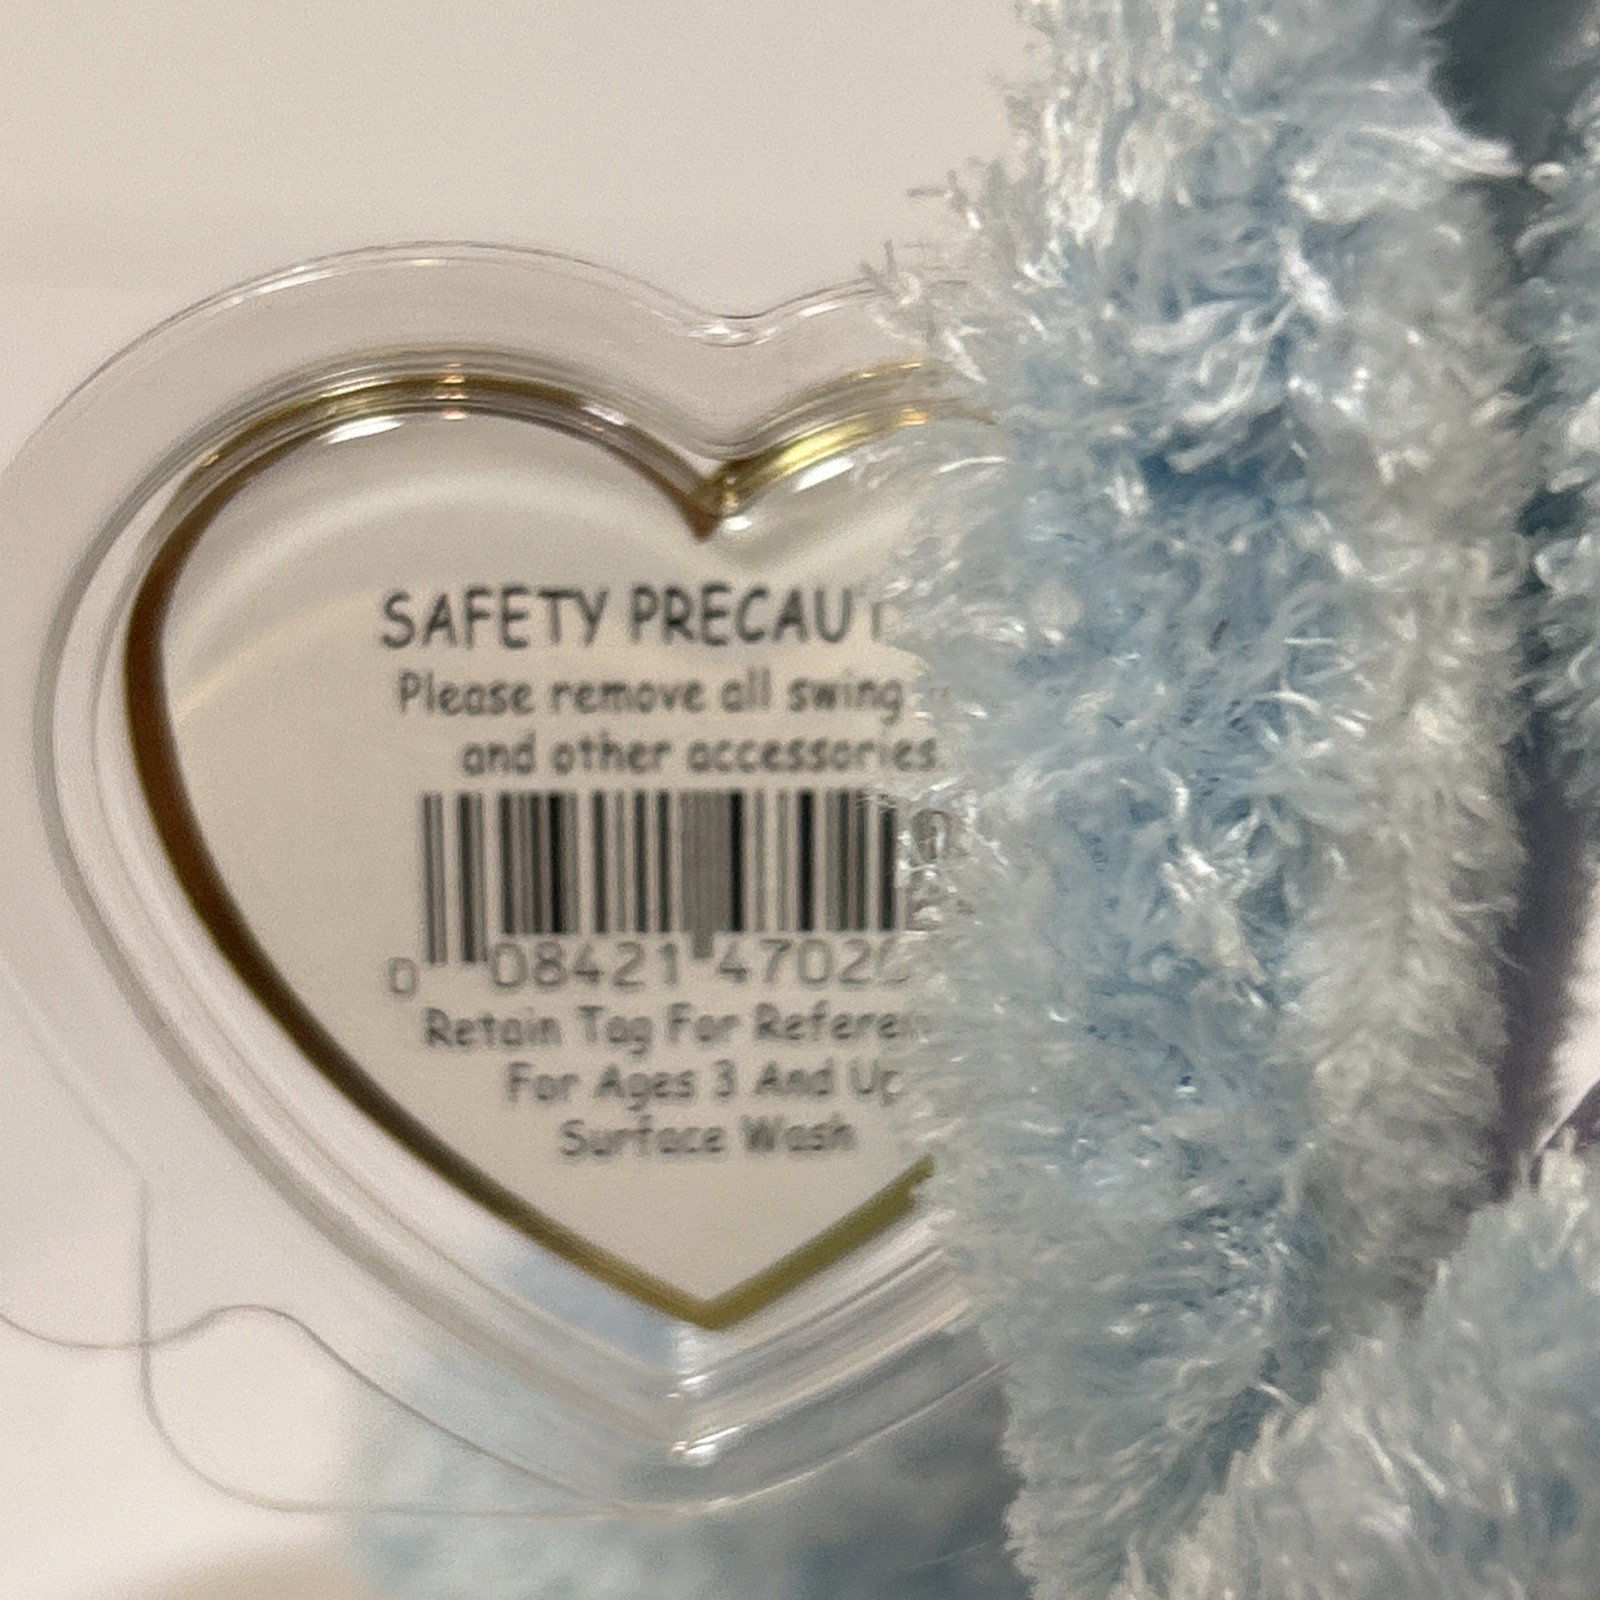 SAFETY PRECAU
Please remove all swing
and other accessories.
0 08421 4702
Retain Tag For Refere
For Ages 3 And Up
Surface Wash